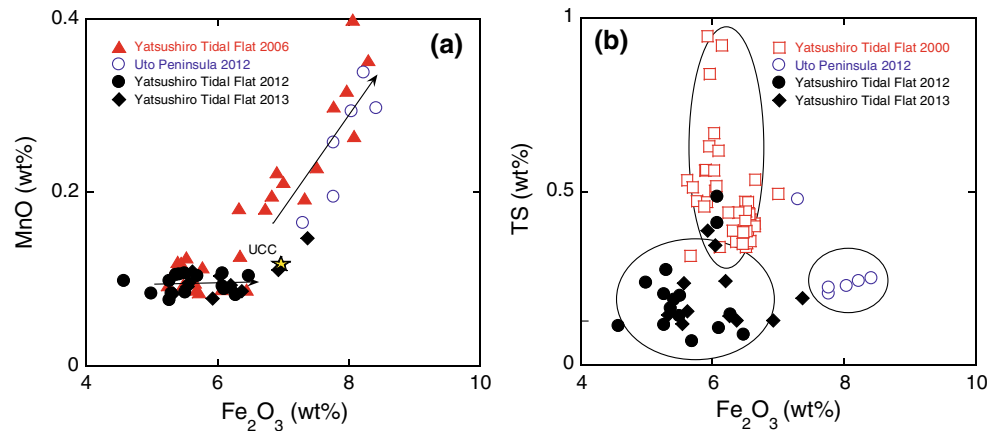 (a)
Yatsushiro Tidal Flat 2006
Uto Peninsula 2012
Yatsushiro Tidal Flat 2012
Yatsushiro Tidal Flat 2013
UCC
MnO (wt%)
0.4
0.2
0
4 6 8 10
Fe2O3 (wt%)
(b)
Yatsushiro Tidal Flat 2000
Uto Peninsula 2012
Yatsushiro Tidal Flat 2012
Yatsushiro Tidal Flat 2013
TS (wt%)
1
0.5
0
4 6 8 10
Fe2O3 (wt%)